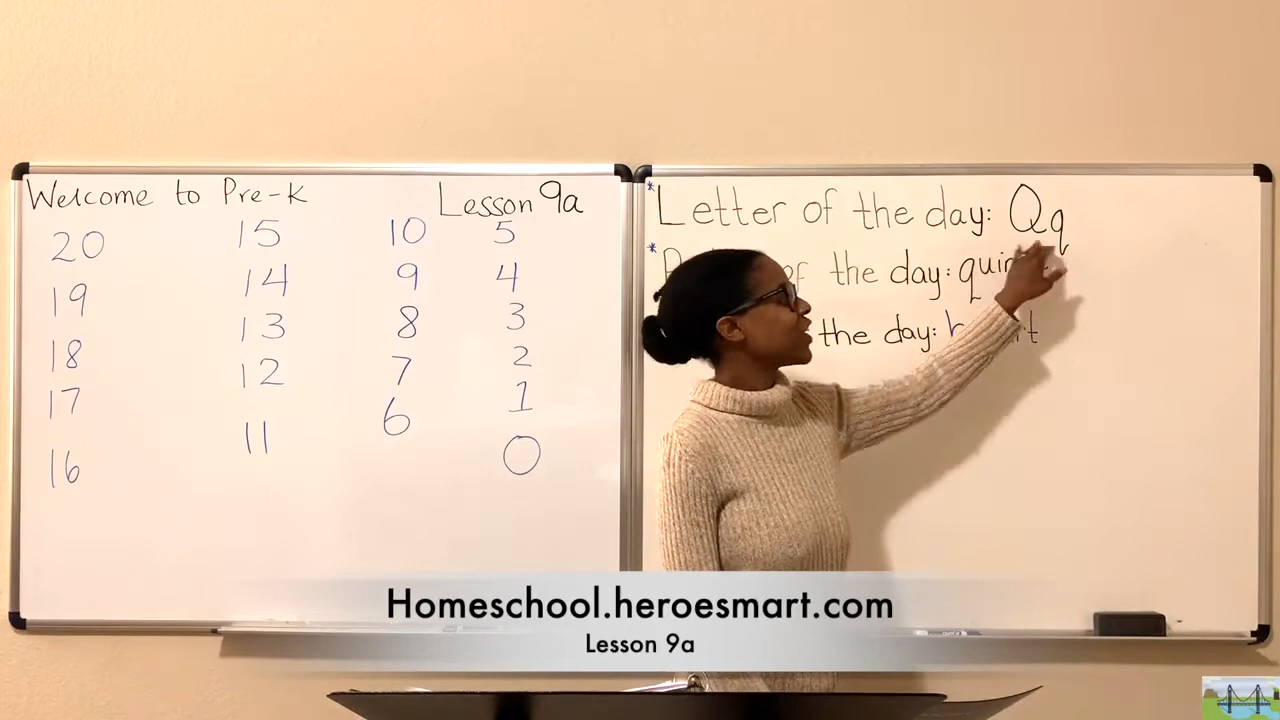 Welcome to Pre-K
Lesson 9a
20 15 10 5
19 14 9 4
18 13 8 3
17 12 7 2
16 11 6 1
0
* Letter of the day: Qq
* of the day:
the day:
Homeschool.heroesmart.com
Lesson 9a